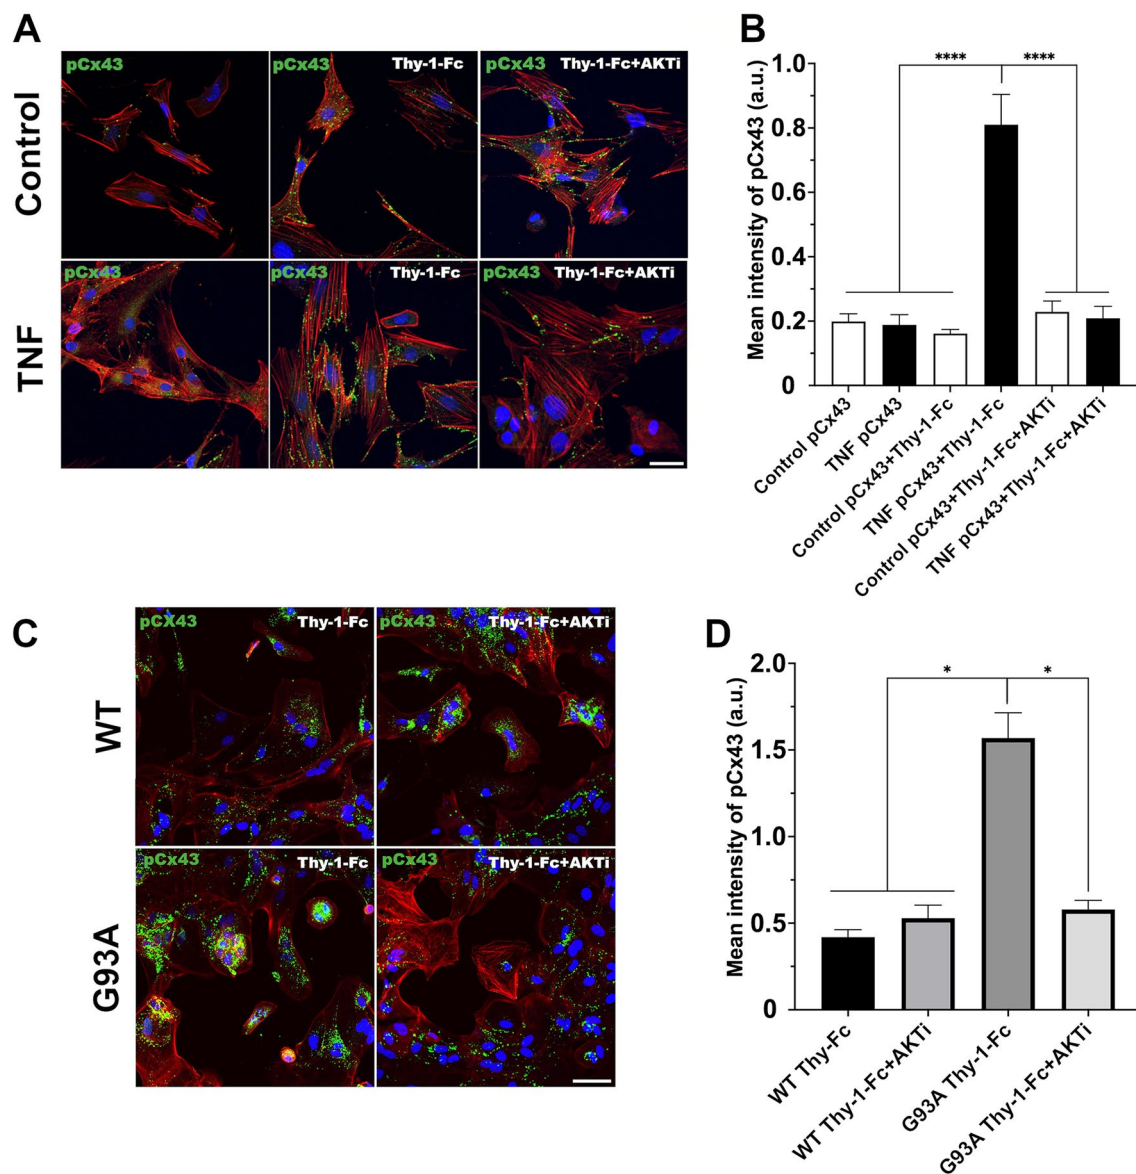 A
Control
TNF
pCx43
pCx43
Thy-1-Fc
pCx43
Thy-1-Fc+AKTi
pCx43
pCx43
Thy-1-Fc
pCx43
Thy-1-Fc+AKTi
B
Mean intensity of pCx43 (a.u.)
1.0
0.8
0.6
0.4
0.2
0
****
****
Control pCx43
TNF pCx43
Control pCx43+Thy-1-Fc
TNF pCx43+Thy-1-Fc
Control pCx43+Thy-1-Fc+AKTi
TNF pCx43+Thy-1-Fc+AKTi
C
WT
G93A
pCX43
Thy-1-Fc
pCx43
Thy-1-Fc+AKTi
pCx43
Thy-1-Fc
pCx43
Thy-1-Fc+AKTi
D
Mean intensity of pCx43 (a.u.)
2.0
1.5
1.0
0.5
0
*
*
WT Thy-Fc
WT Thy-1-Fc+AKTi
G93A Thy-1-Fc
G93A Thy-1-Fc+AKTi